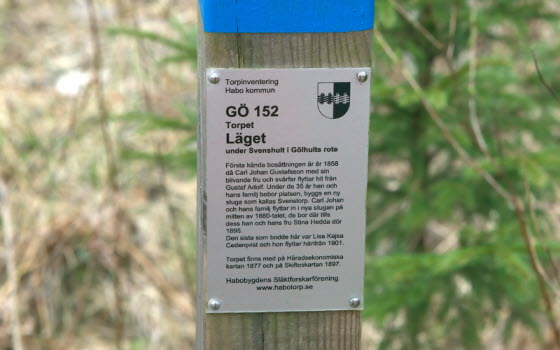 Torpinventering
Habo kommun
GÖ 152
Torpet
Läget
under Svenshult i Gölhults rote
Första kända bosättningen är år 1858
då Carl Johan Gustafsson med sin
blivande fru och svärfar flyttar hit från
Gustaf Adolf. Under de 35 år han och
hans familj bebor platsen, byggs en ny
stuga som kallas Svenstorp. Carl Johan
och hans familj flyttar in i nya stugan på
mitten av 1880-talet, de bor där tills
dess han och hans fru Stina Hedda dör
1895.
Den sista som bodde här var Lisa Kajsa
Cedenqvist och hon flyttar härifrån 1901.
Torpet finns med på Häradsekonomiska
kartan 1877 och på Skifteskartan 1897.
Habobygdens Släktforskarförening
www.habotorp.se